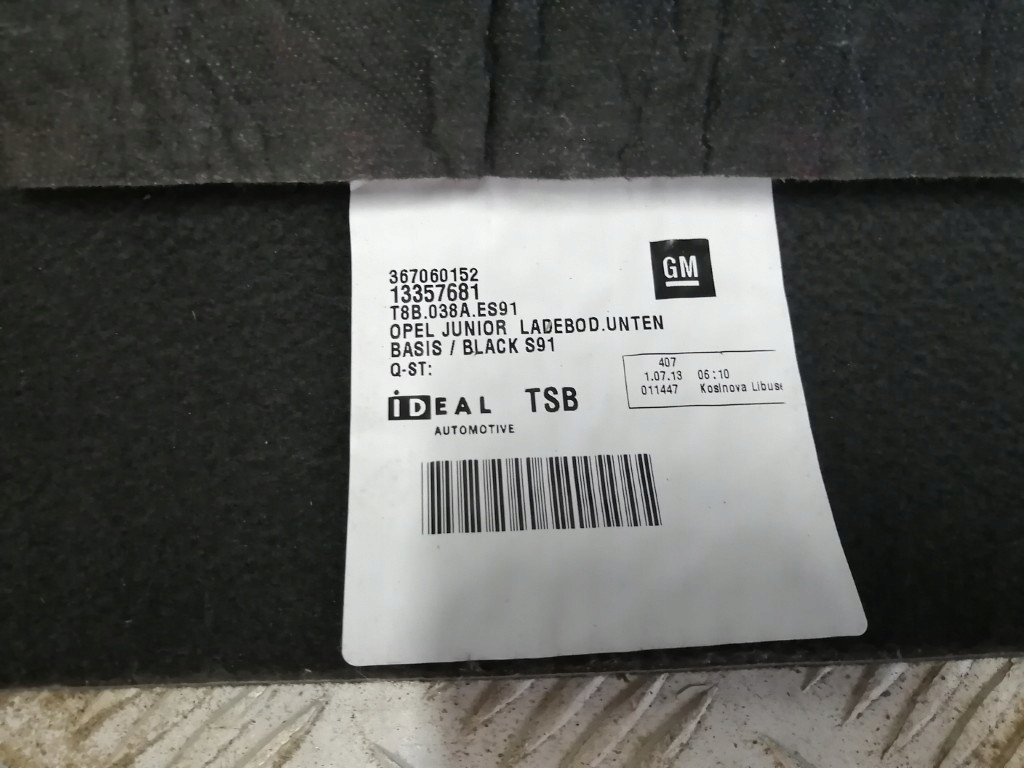 GM
367060152
13357681
T8B.038A.ES91
OPEL JUNIOR LADEBOD.UNTEN
BASIS / BLACK S91
Q-ST:
407
1.07.13 06:10
011447 Kosinova Libuse
iDEAL TSB
AUTOMOTIVE